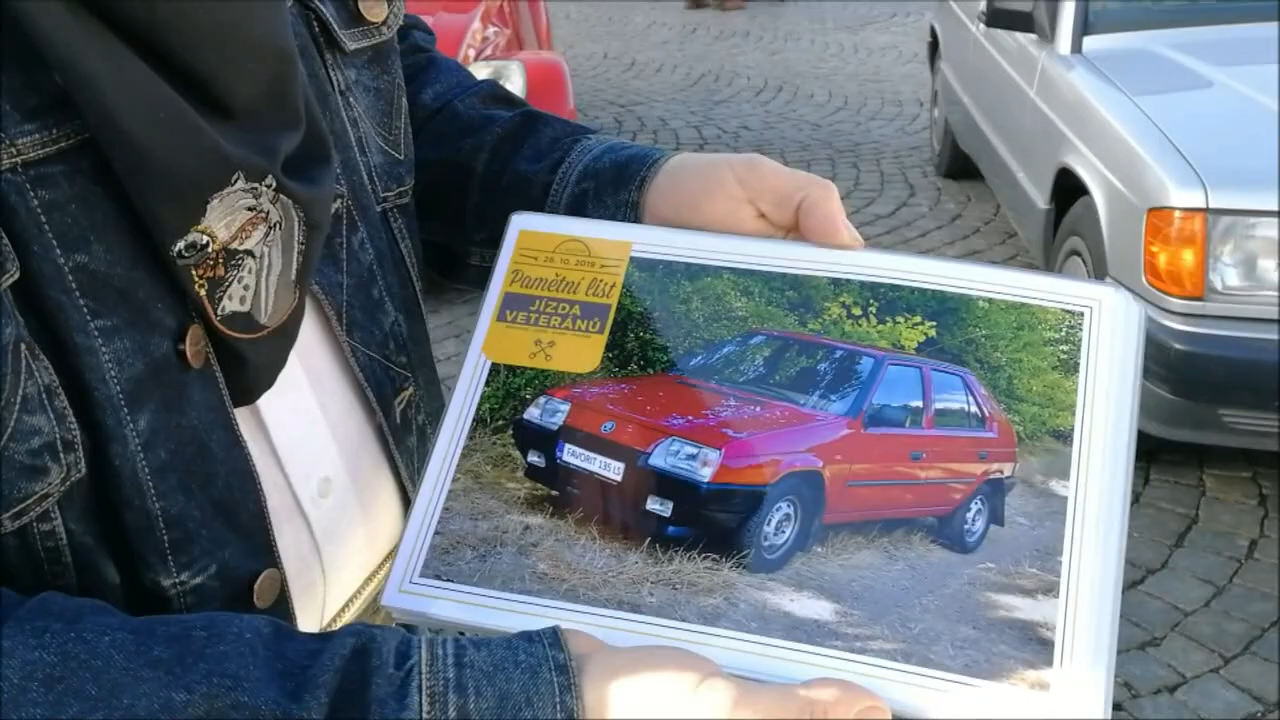 28. 10. 2019
Pamětní list
JÍZDA
VETERÁNŮ
FAVORIT 135 LS